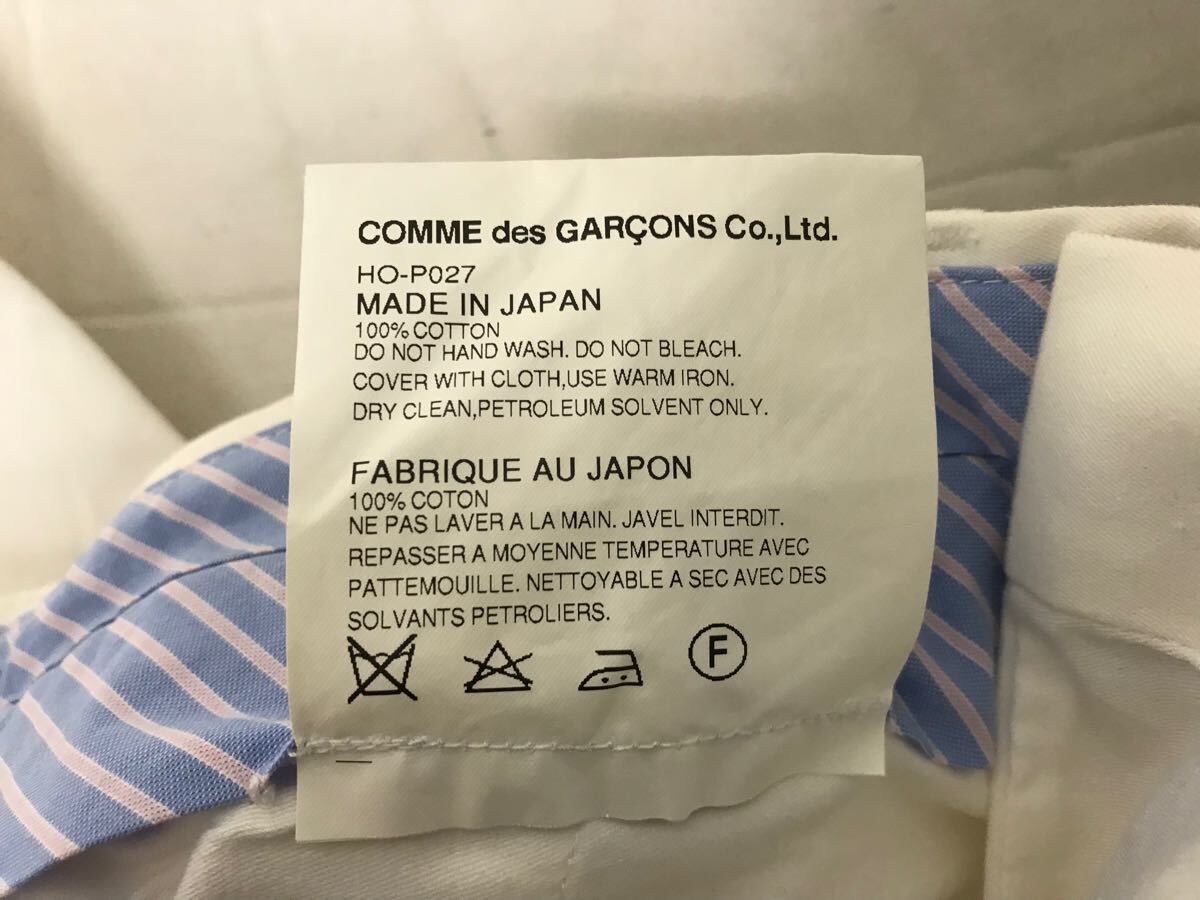 COMME des GARÇONS Co.,Ltd.
HO-P027
MADE IN JAPAN
100% COTTON
DO NOT HAND WASH. DO NOT BLEACH.
COVER WITH CLOTH,USE WARM IRON.
DRY CLEAN,PETROLEUM SOLVENT ONLY.
FABRIQUE AU JAPON
100% COTON
NE PAS LAVER A LA MAIN. JAVEL INTERDIT.
REPASSER A MOYENNE TEMPERATURE AVEC
PATTEMOUILLE. NETTOYABLE A SEC AVEC DES
SOLVANTS PETROLIERS.
F